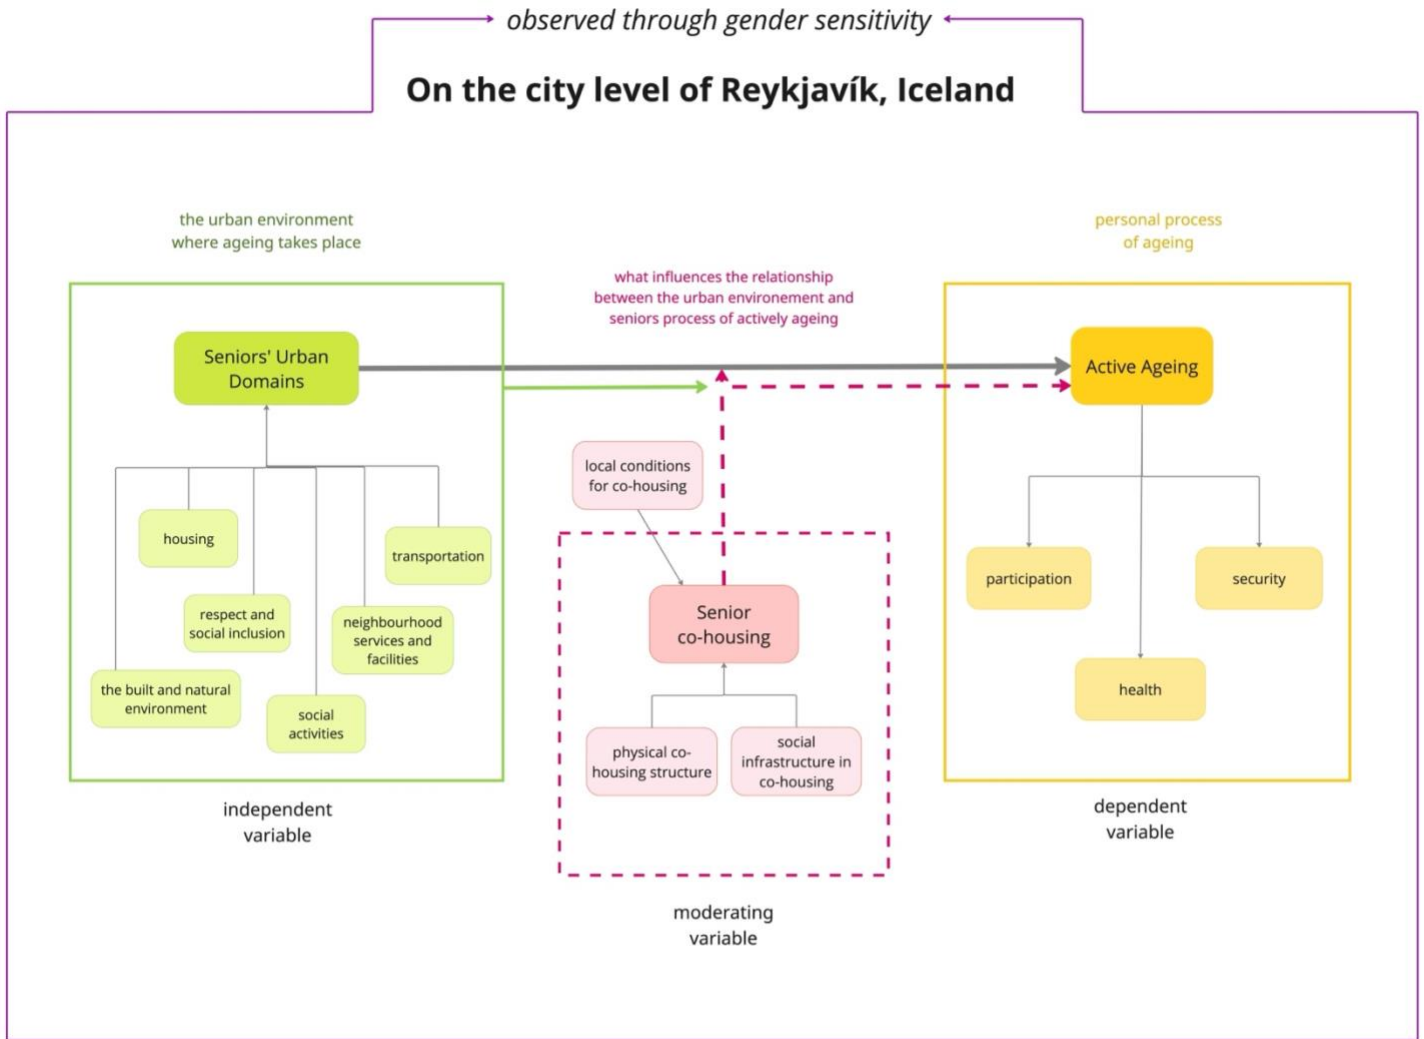 observed through gender sensitivity
On the city level of Reykjavík, Iceland
the urban environment
where ageing takes place
personal process
of ageing
what influences the relationship
between the urban environement and
seniors process of actively ageing
Seniors' Urban
Domains
Active Ageing
local conditions
for co-housing
housing
transportation
respect and
social inclusion
neighbourhood
services and
facilities
the built and natural
environment
social
activities
Senior
co-housing
physical co-
housing structure
social
infrastructure in
co-housing
participation
security
health
independent
variable
dependent
variable
moderating
variable